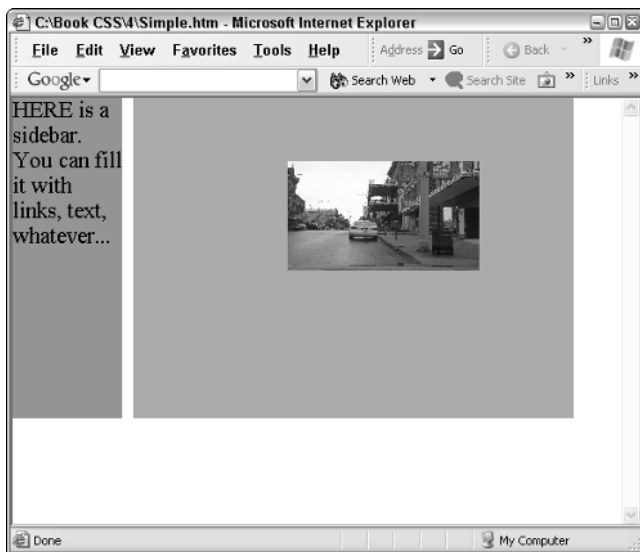 C:\Book CSS\4\Simple.htm - Microsoft Internet Explorer
File Edit View Favorites Tools Help Address Go Back »
Google Search Web Search Site » Links »
HERE is a
sidebar.
You can fill
it with
links, text,
whatever...
Done My Computer